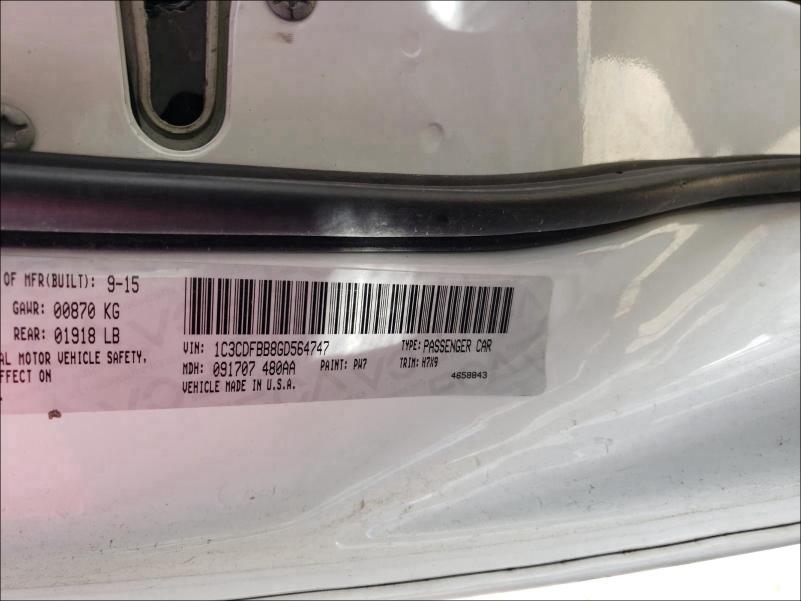 OF MFR(BUILT): 9-15
GAWR: 00870 KG
REAR: 01918 LB
AL MOTOR VEHICLE SAFETY.
EFFECT ON
VIN: 1C3CDFBB8GD564747 TYPE: PASSENGER CAR
MDH: 091707 480AA PAINT: PW7 TRIM: H7X9
VEHICLE MADE IN U.S.A. 4658843